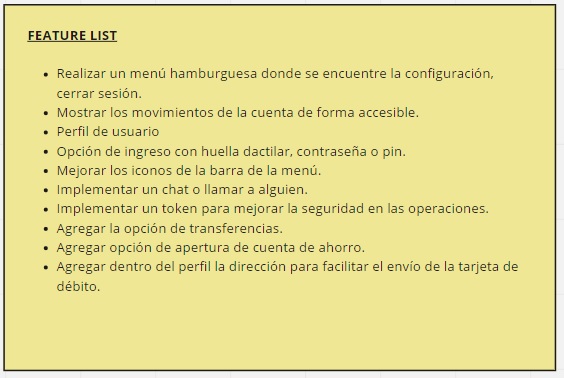 FEATURE LIST
• Realizar un menú hamburguesa donde se encuentre la configuración,
cerrar sesión.
• Mostrar los movimientos de la cuenta de forma accesible.
• Perfil de usuario
• Opción de ingreso con huella dactilar, contraseña o pin.
• Mejorar los iconos de la barra de la menú.
• Implementar un chat o llamar a alguien.
• Implementar un token para mejorar la seguridad en las operaciones.
• Agregar la opción de transferencias.
• Agregar opción de apertura de cuenta de ahorro.
• Agregar dentro del perfil la dirección para facilitar el envío de la tarjeta de
débito.